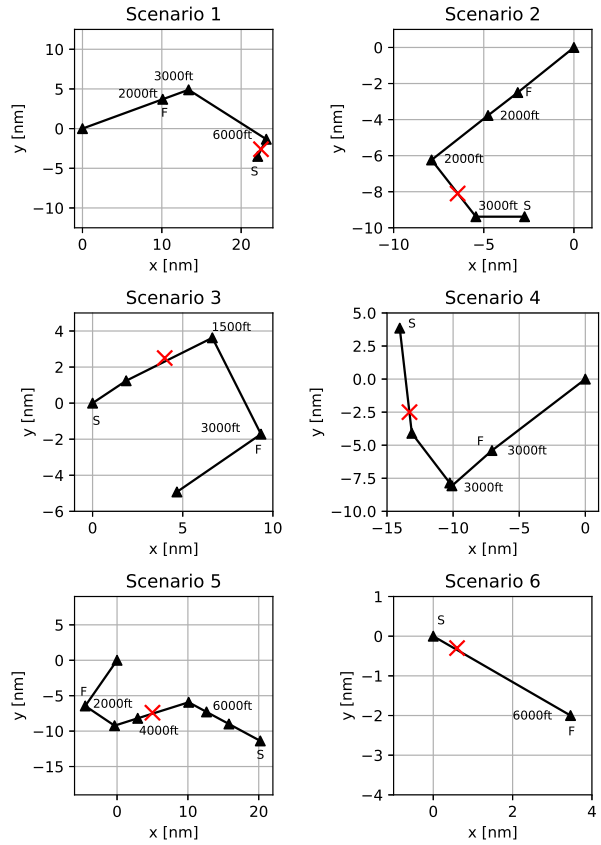 Scenario 1
y [nm]
10
5
0
−5
−10
3000ft
2000ft
F
6000ft
S
0
10
20
x [nm]
Scenario 2
y [nm]
0
−2
−4
−6
−8
−10
F
2000ft
2000ft
3000ft
S
−10
−5
0
x [nm]
Scenario 3
y [nm]
4
2
0
−2
−4
−6
1500ft
S
3000ft
F
0
5
10
x [nm]
Scenario 4
y [nm]
5.0
2.5
0.0
−2.5
−5.0
−7.5
−10.0
S
F
3000ft
3000ft
−15
−10
−5
0
x [nm]
Scenario 5
y [nm]
5
0
−5
−10
−15
F
2000ft
6000ft
4000ft
S
0
10
20
x [nm]
Scenario 6
y [nm]
1
0
−1
−2
−3
−4
S
6000ft
F
0
2
4
x [nm]